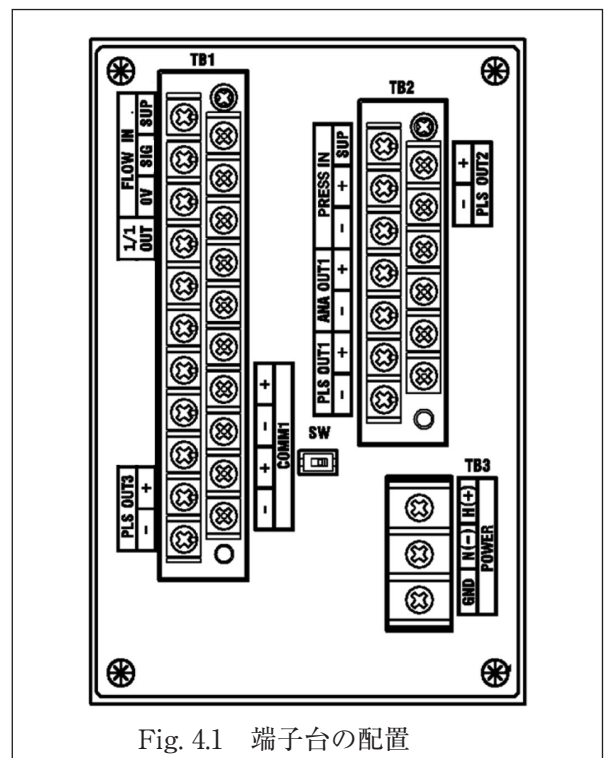 TB1
FLOW IN
SUP
SIG
0V
1/1
OUT
PLS OUT3
+
-
COMM1
+
-
+
-
SW
TB2
PRESS IN
SUP
+
-
ANA OUT1
+
-
PLS OUT1
+
-
PLS OUT2
+
-
TB3
POWER
H(+)
N(-)
GND
Fig. 4.1 端子台の配置